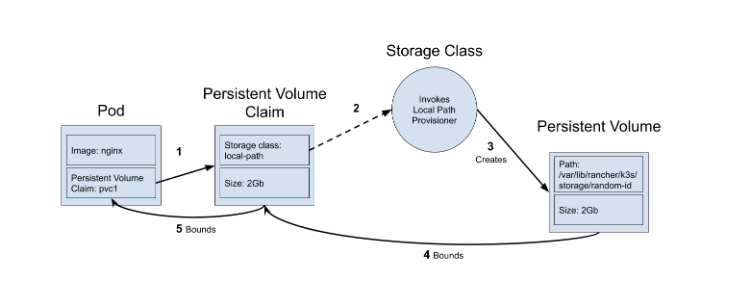 Storage Class
Pod
Persistent Volume
Claim
Image: nginx
Persistent Volume
Claim: pvc1
1
Storage class:
local-path
Size: 2Gb
2
Invokes
Local Path
Provisioner
3
Creates
Persistent Volume
Path:
/var/lib/rancher/k3s/
storage/random-id
Size: 2Gb
5 Bounds
4 Bounds